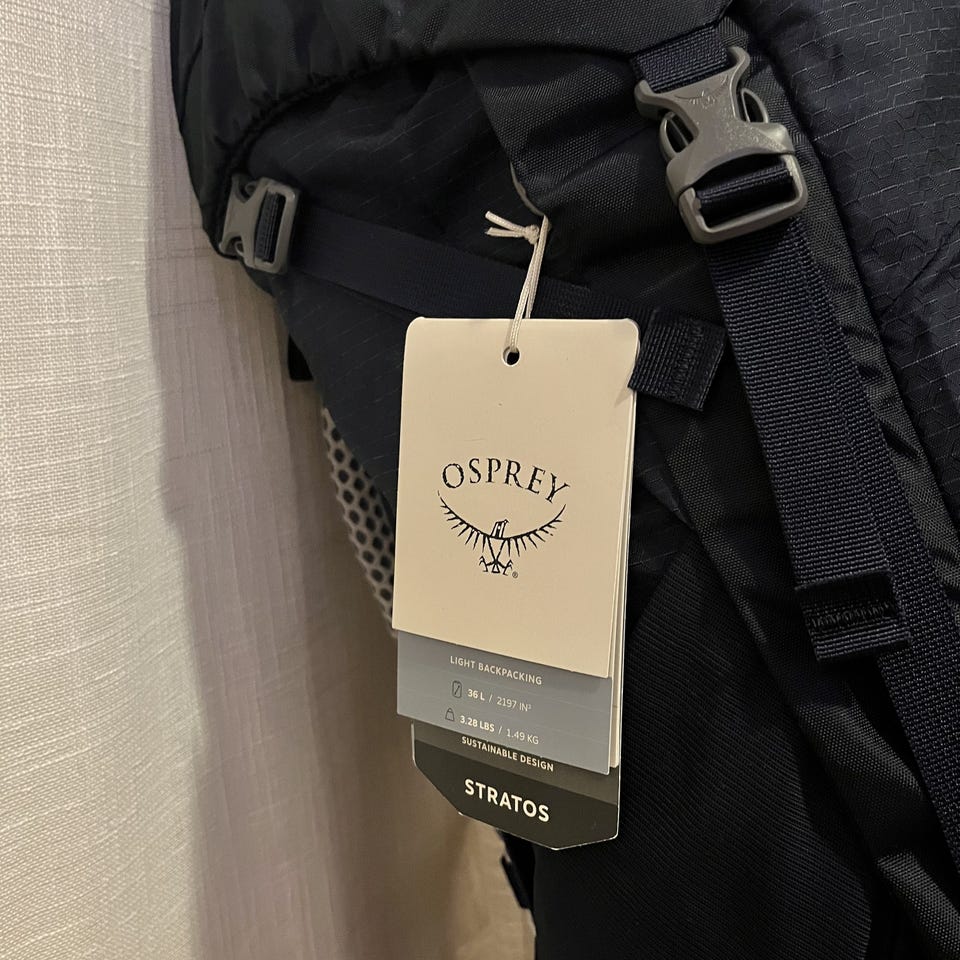 OSPREY
®
LIGHT BACKPACKING
36 L / 2197 IN³
3.28 LBS / 1.49 KG
SUSTAINABLE DESIGN
STRATOS